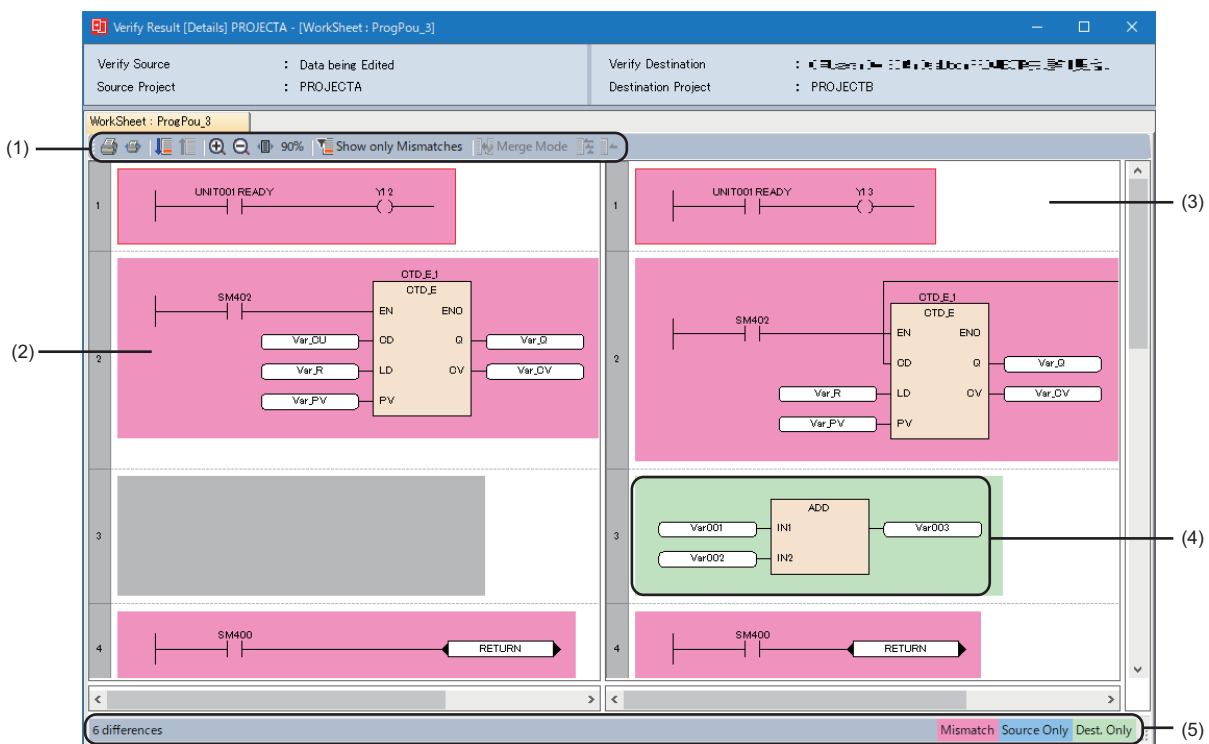 Verify Result [Details] PROJECTA - [WorkSheet : ProgPou_3]
Verify Source : Data being Edited
Verify Destination :
Source Project : PROJECTA
Destination Project : PROJECTB
WorkSheet : ProgPou_3
(1)
90% Show only Mismatches Merge Mode
1
UNIT001 READY Y12
1
UNIT001 READY Y13
(3)
(2)
2
SM402
CTD_E_1
CTD_E
EN ENO
Var_CU CD Q Var_Q
Var_R LD CV Var_CV
Var_PV PV
2
SM402
CTD_E_1
CTD_E
EN ENO
CD Q Var_Q
Var_R LD CV Var_CV
Var_PV PV
3
3
ADD
Var001 IN1 Var003
Var002 IN2
(4)
4
SM400
RETURN
4
SM400
RETURN
6 differences
Mismatch Source Only Dest. Only
(5)